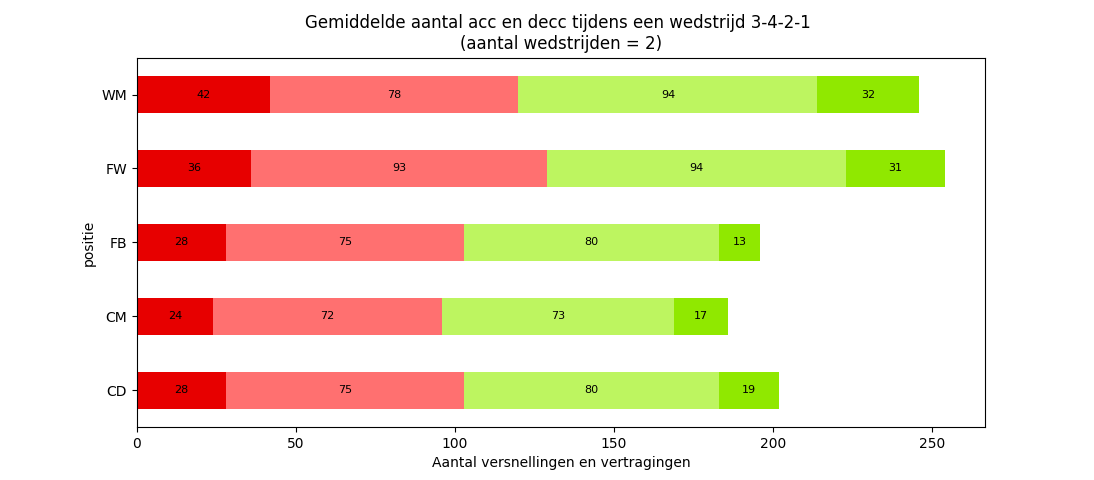 Gemiddelde aantal acc en decc tijdens een wedstrijd 3-4-2-1
(aantal wedstrijden = 2)
WM 42 78 94 32
FW 36 93 94 31
FB 28 75 80 13
CM 24 72 73 17
CD 28 75 80 19
positie
0 50 100 150 200 250
Aantal versnellingen en vertragingen